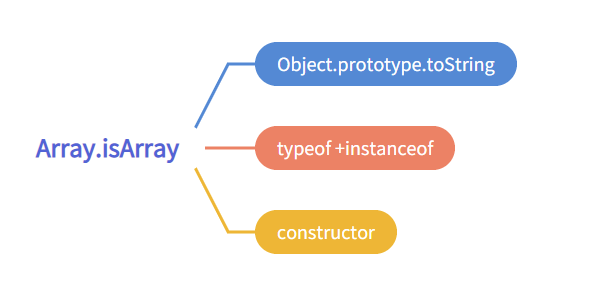 Object.prototype.toString
Array.isArray
typeof +instanceof
constructor